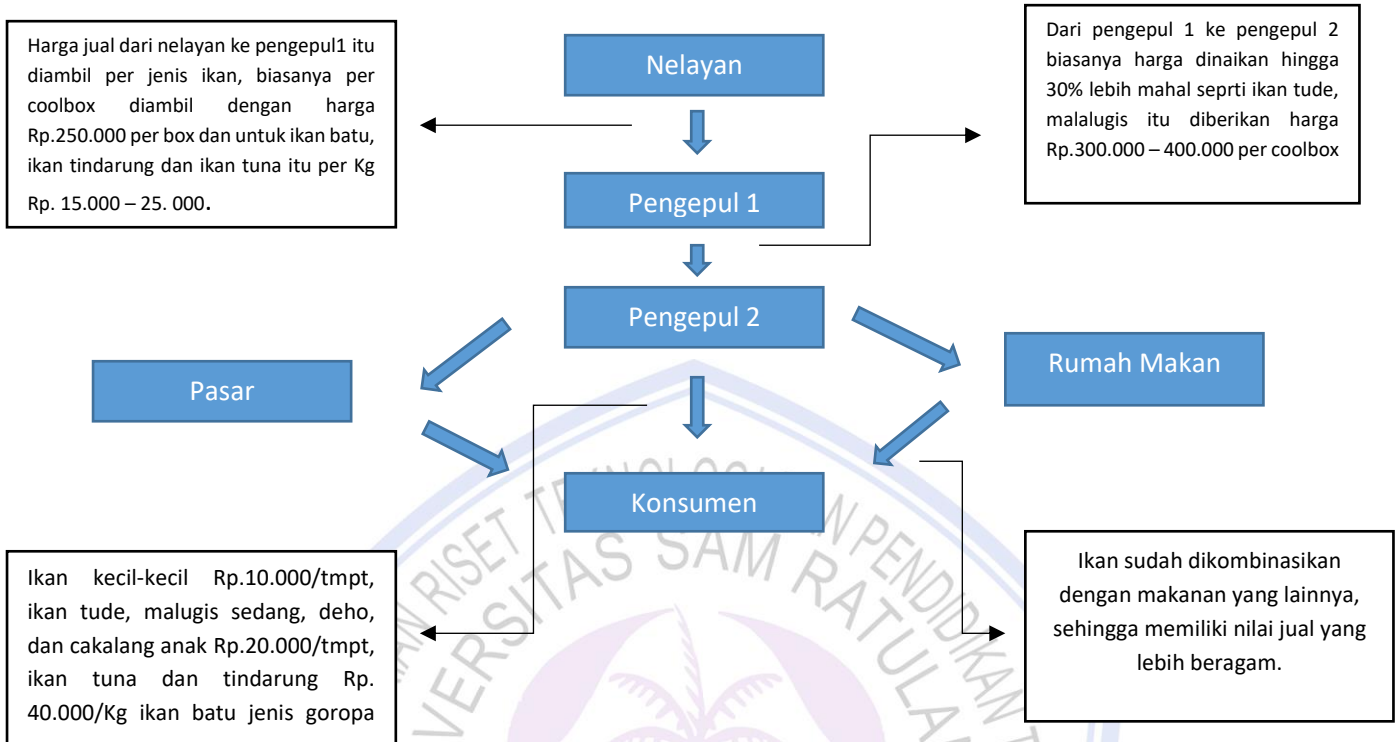 Harga jual dari nelayan ke pengepul1 itu
diambil per jenis ikan, biasanya per
coolbox diambil dengan harga
Rp.250.000 per box dan untuk ikan batu,
ikan tindarung dan ikan tuna itu per Kg
Rp. 15.000 – 25. 000.
Nelayan
Dari pengepul 1 ke pengepul 2
biasanya harga dinaikan hingga
30% lebih mahal seprti ikan tude,
malalugis itu diberikan harga
Rp.300.000 – 400.000 per coolbox
Pengepul 1
Pengepul 2
Pasar
Rumah Makan
Konsumen
Ikan kecil-kecil Rp.10.000/tmpt,
ikan tude, malugis sedang, deho,
dan cakalang anak Rp.20.000/tmpt,
ikan tuna dan tindarung Rp.
40.000/Kg ikan batu jenis goropa
Ikan sudah dikombinasikan
dengan makanan yang lainnya,
sehingga memiliki nilai jual yang
lebih beragam.
RISET TEKNOLOGI
PENDIDIKAN
SAM